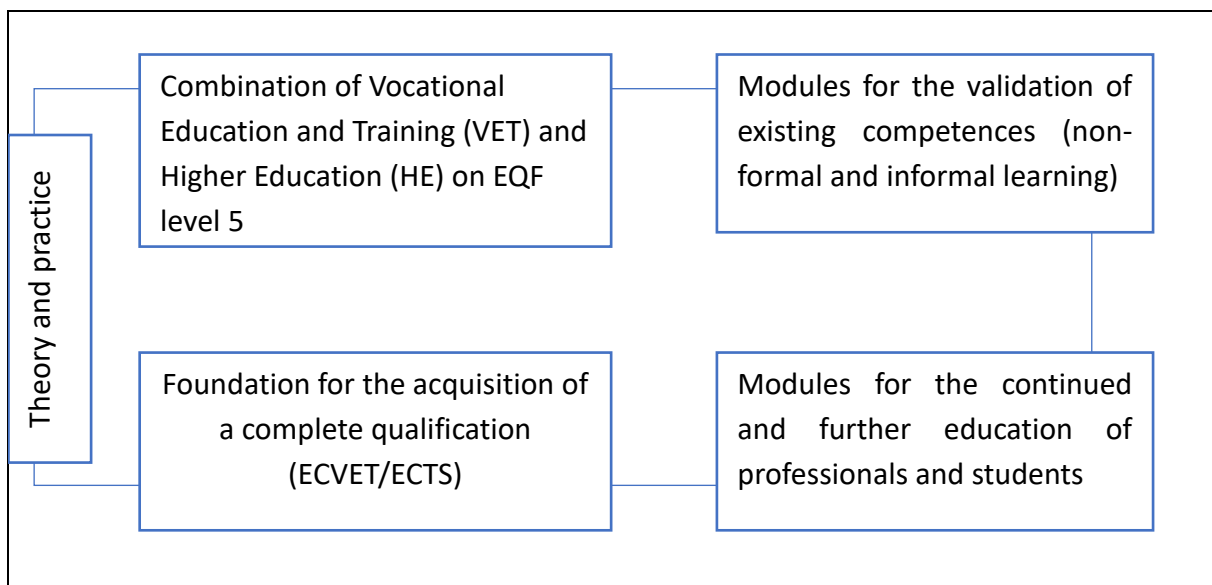 Theory and practice
Combination of Vocational
Education and Training (VET) and
Higher Education (HE) on EQF
level 5
Modules for the validation of
existing competences (non-
formal and informal learning)
Foundation for the acquisition of
a complete qualification
(ECVET/ECTS)
Modules for the continued
and further education of
professionals and students